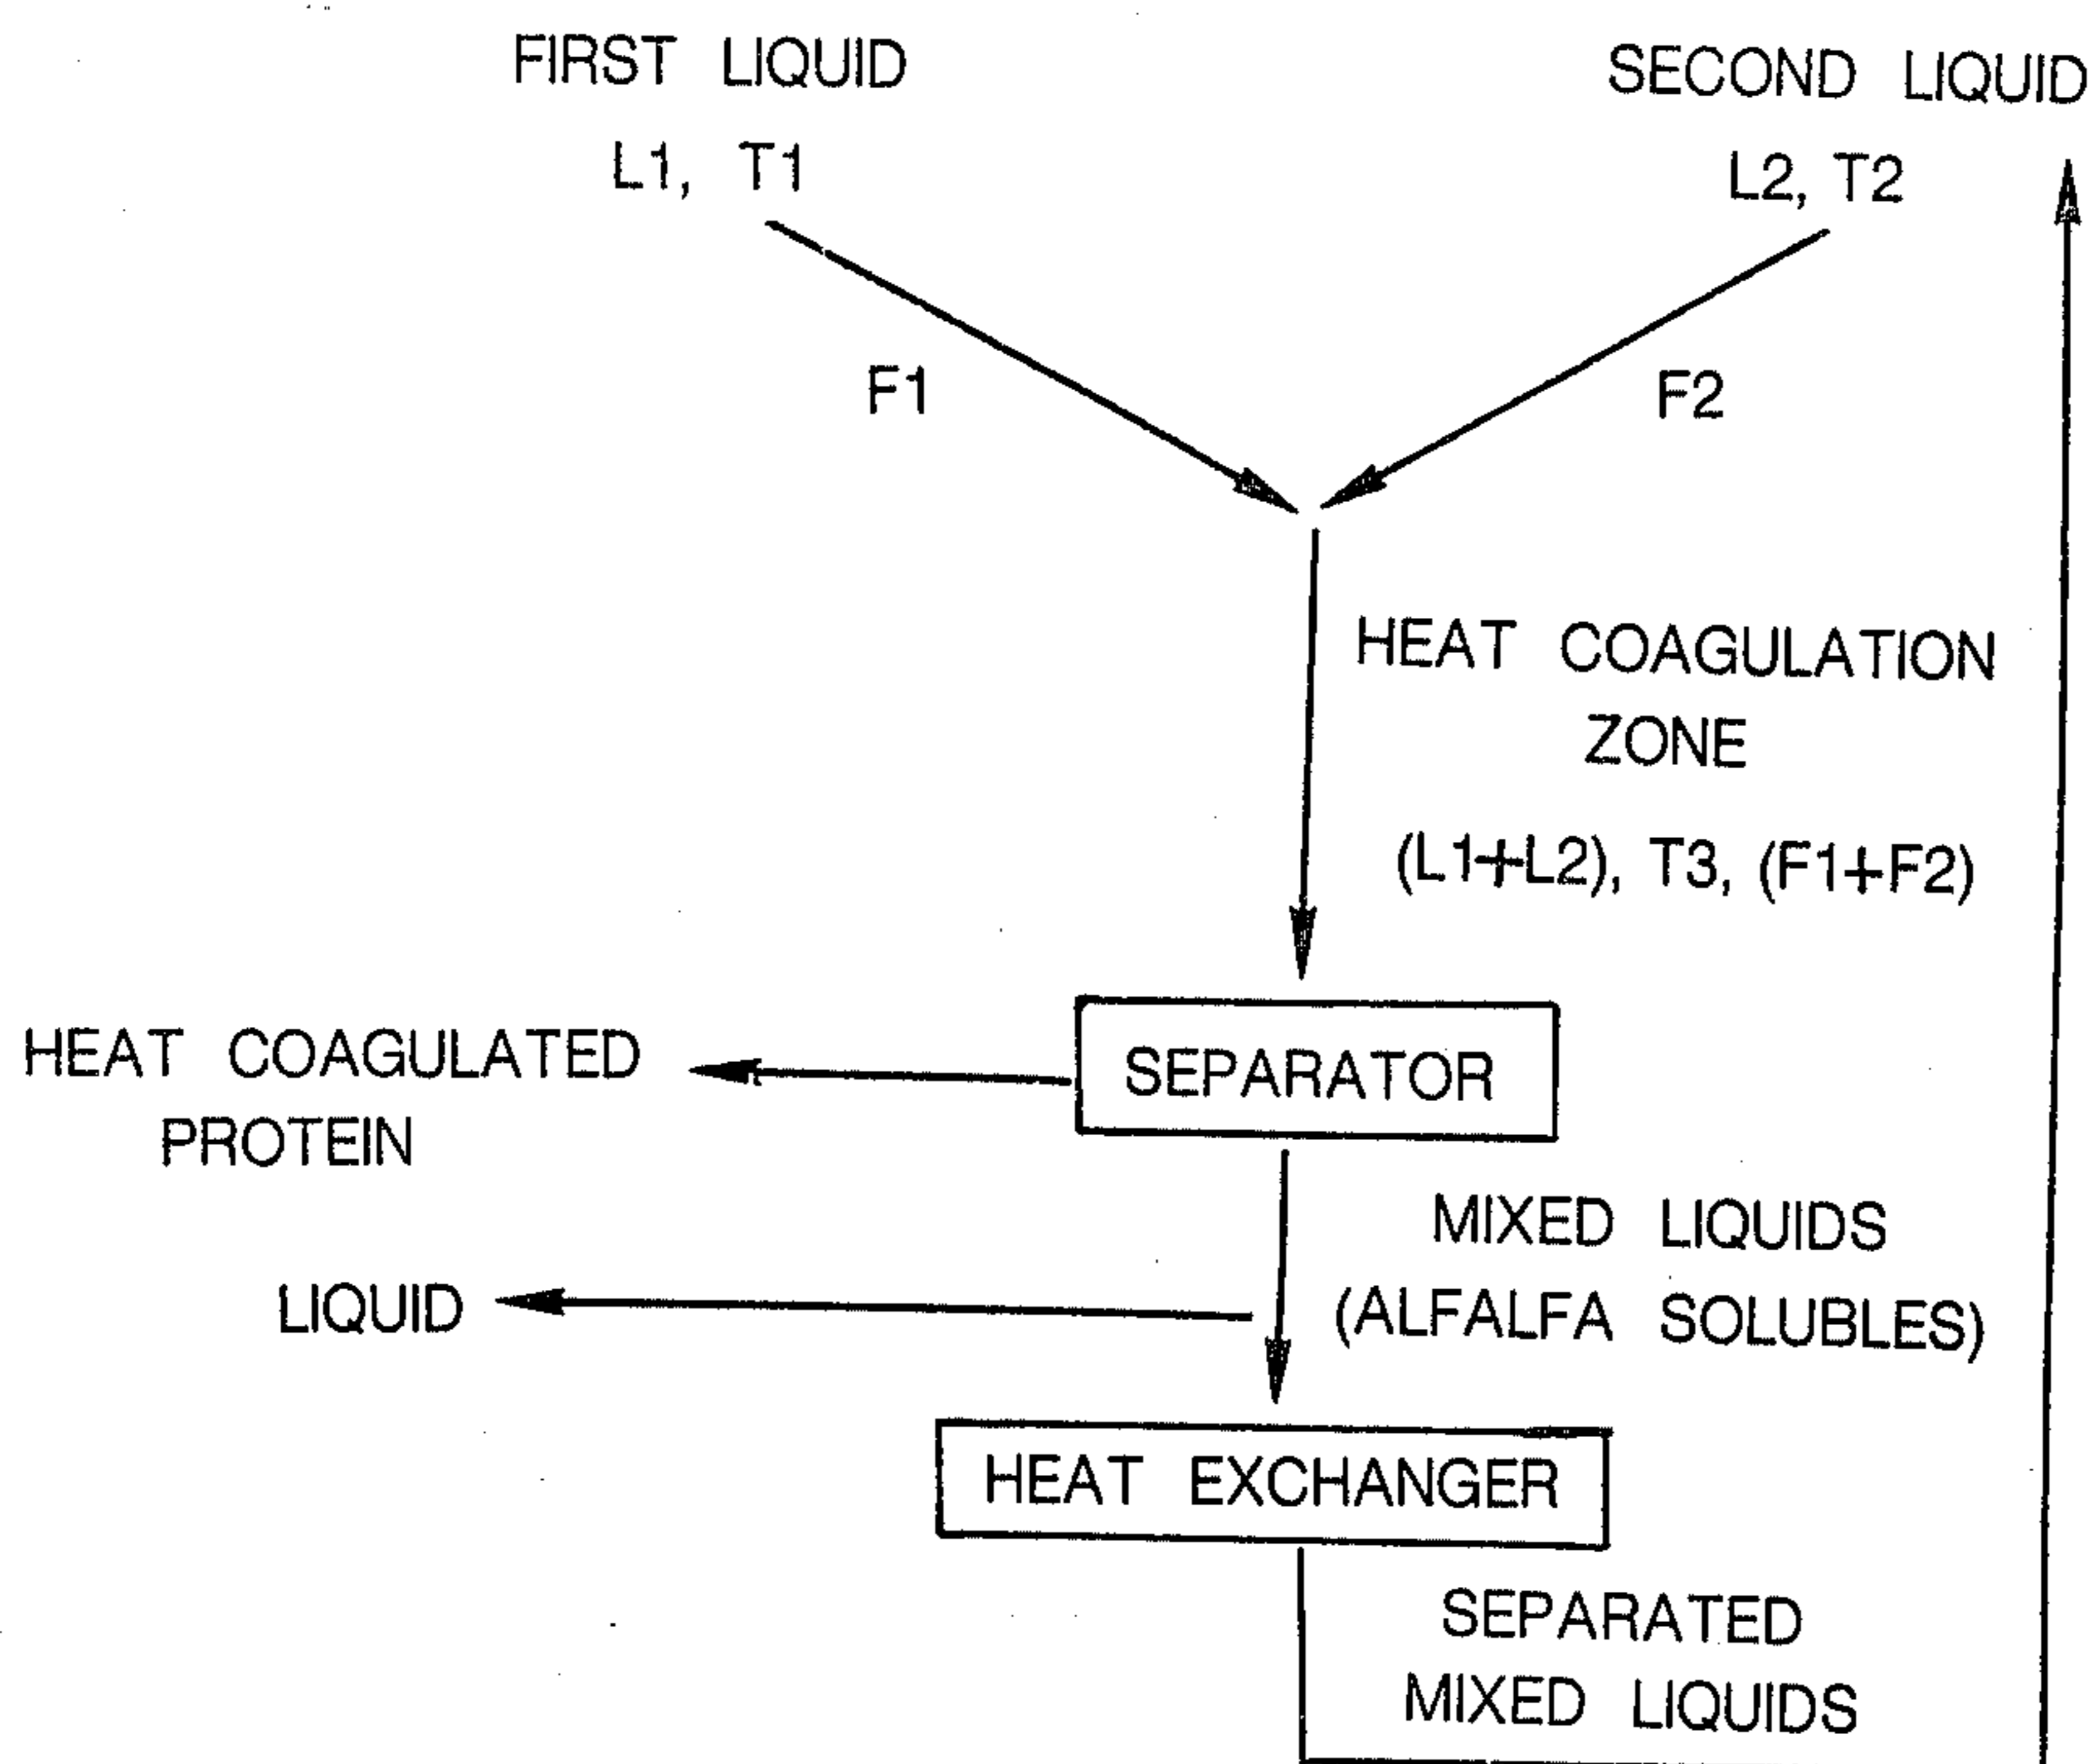 FIRST LIQUID
L1, T1
SECOND LIQUID
L2, T2
F1
F2
HEAT COAGULATION
ZONE
(L1+L2), T3, (F1+F2)
SEPARATOR
HEAT COAGULATED
PROTEIN
MIXED LIQUIDS
(ALFALFA SOLUBLES)
LIQUID
HEAT EXCHANGER
SEPARATED
MIXED LIQUIDS